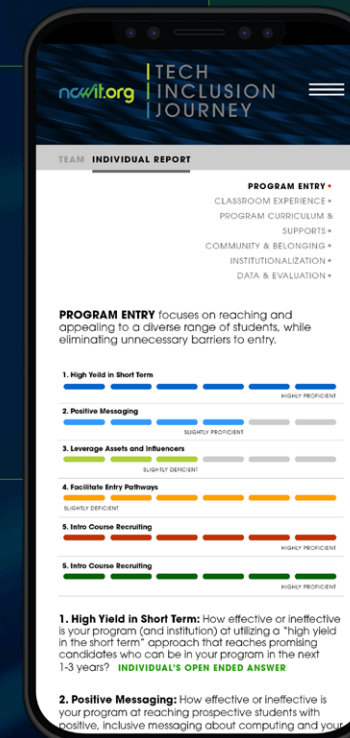 ncwit.org
TECH
INCLUSION
JOURNEY
TEAM INDIVIDUAL REPORT
PROGRAM ENTRY
CLASSROOM EXPERIENCE
PROGRAM CURRICULUM &
SUPPORTS
COMMUNITY & BELONGING
INSTITUTIONALIZATION
DATA & EVALUATION
PROGRAM ENTRY focuses on reaching and
appealing to a diverse range of students, while
eliminating unnecessary barriers to entry.
1. High Yeild in Short Term
HIGHLY PROFICIENT
2. Positive Messaging
SLIGHTLY PROFICIENT
3. Leverage Assets and Influencers
SLIGHTLY DEFICIENT
4. Facilitate Entry Pathways
SLIGHTLY DEFICIENT
5. Intro Course Recruiting
HIGHLY PROFICIENT
5. Intro Course Recruiting
HIGHLY PROFICIENT
1. High Yield in Short Term: How effective or ineffective
is your program (and institution) at utilizing a "high yield
in the short term" approach that reaches promising
candidates who can be in your program in the next
1-3 years? INDIVIDUAL'S OPEN ENDED ANSWER
2. Positive Messaging: How effective or ineffective is
your program at reaching prospective students with
positive, inclusive messaging about computing and your